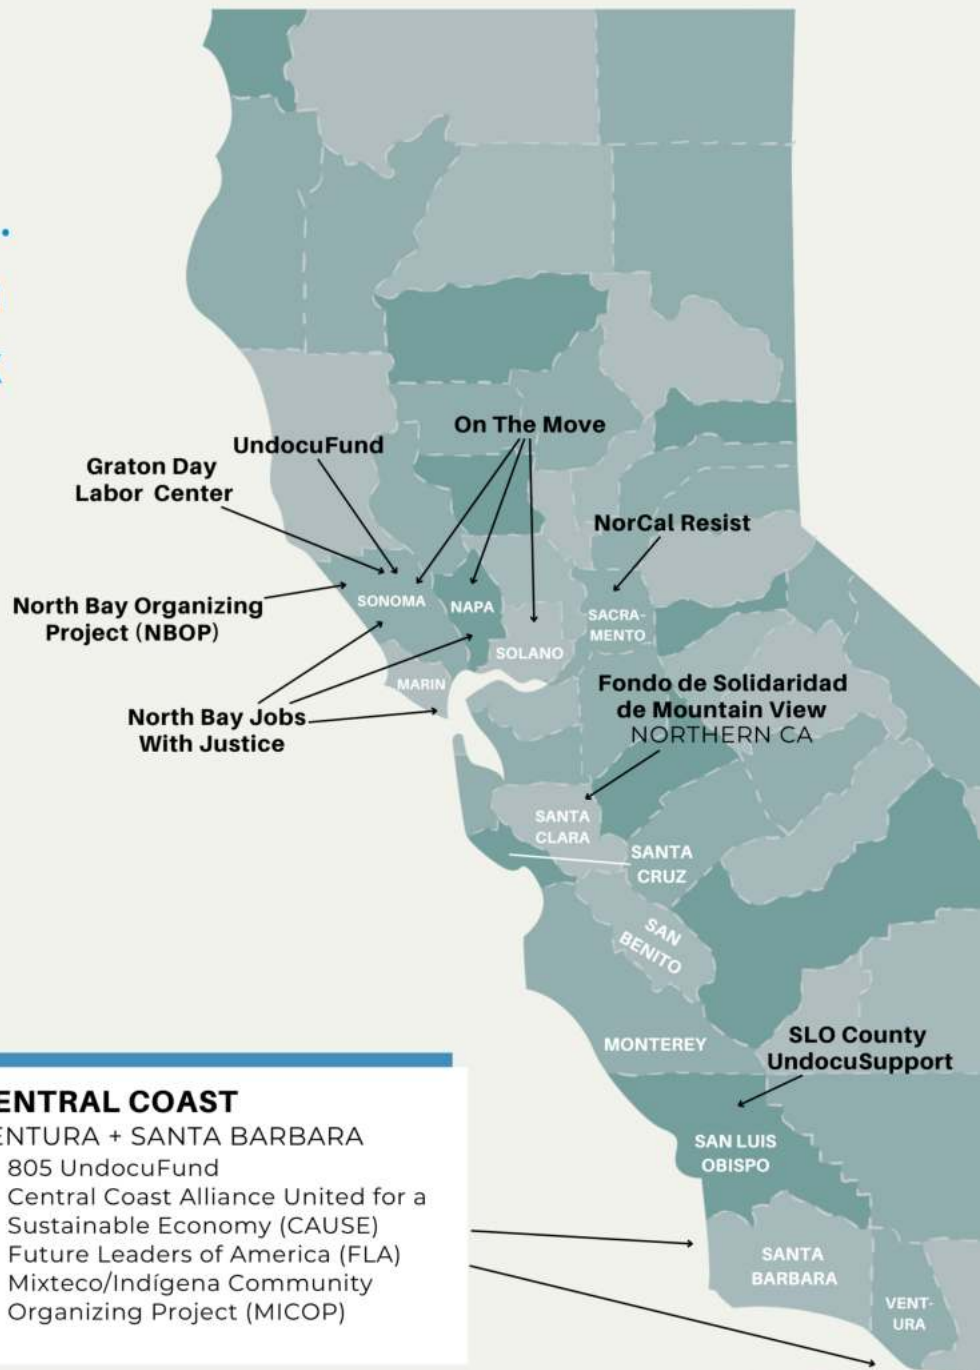 On The Move
UndocuFund
Graton Day
Labor Center
NorCal Resist
North Bay Organizing
Project (NBOP)
SONOMA
NAPA
SACRA-
MENTO
SOLANO
MARIN
Fondo de Solidaridad
de Mountain View
NORTHERN CA
North Bay Jobs
With Justice
SANTA
CLARA
SANTA
CRUZ
SAN
BENITO
MONTEREY
SLO County
UndocuSupport
SAN LUIS
OBISPO
ENTRAL COAST
ENTURA + SANTA BARBARA
805 UndocuFund
Central Coast Alliance United for a
Sustainable Economy (CAUSE)
Future Leaders of America (FLA)
Mixteco/Indígena Community
Organizing Project (MICOP)
SANTA
BARBARA
VENT-
URA